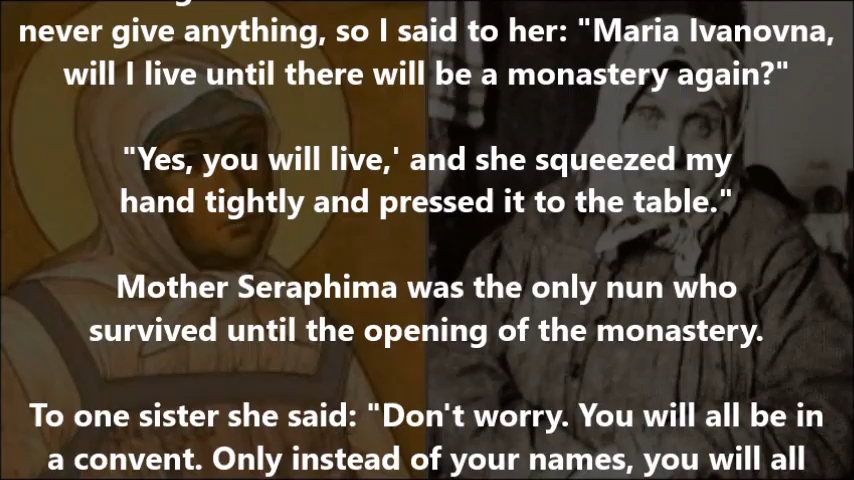 never give anything, so I said to her: "Maria Ivanovna,
will I live until there will be a monastery again?"
"Yes, you will live,' and she squeezed my
hand tightly and pressed it to the table."
Mother Seraphima was the only nun who
survived until the opening of the monastery.
To one sister she said: "Don't worry. You will all be in
a convent. Only instead of your names, you will all